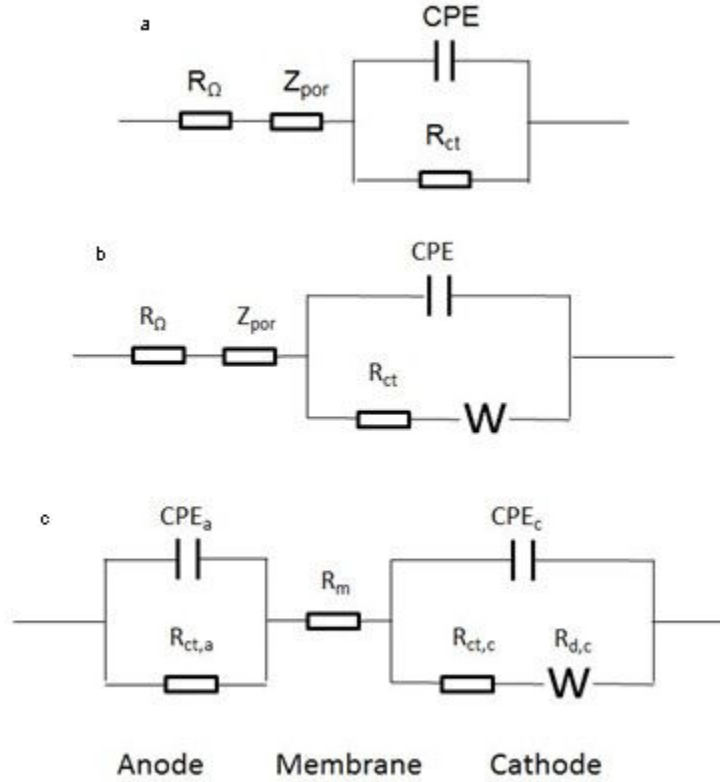 a
CPE
RΩ Zpor
Rct
b
CPE
RΩ Zpor
Rct
W
c
CPEa CPEc
Rm
Rct,a Rct,c Rd,c
W
Anode Membrane Cathode